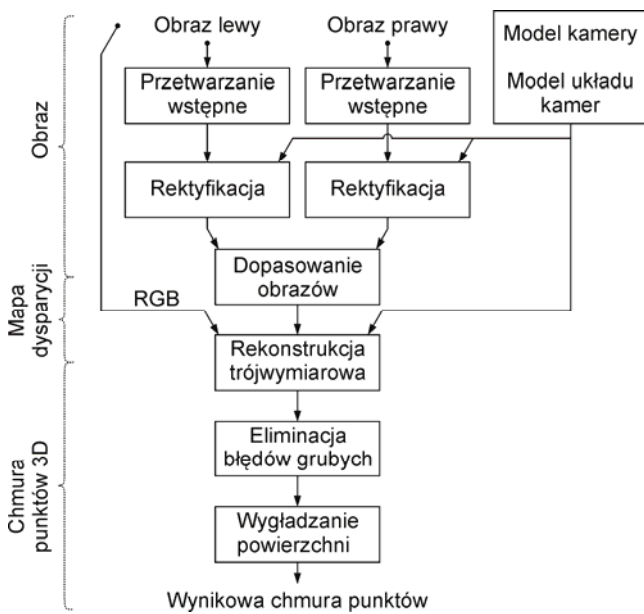 Obraz lewy
Obraz prawy
Model kamery
Model układu
kamer
Przetwarzanie
wstępne
Przetwarzanie
wstępne
Obraz
Rektyfikacja
Rektyfikacja
Dopasowanie
obrazów
Mapa
dysparycji
RGB
Rekonstrukcja
trójwymiarowa
Eliminacja
błędów grubych
Chmura
punktów 3D
Wygładzanie
powierzchni
Wynikowa chmura punktów